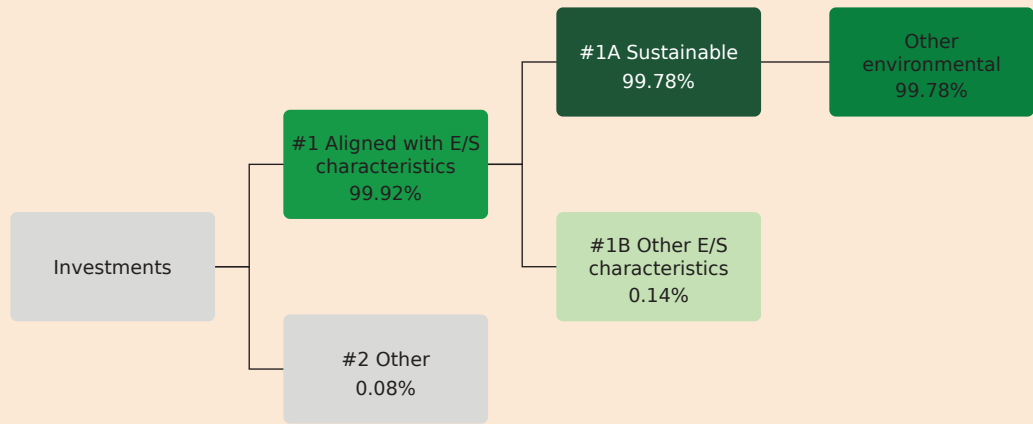 Investments
#1 Aligned with E/S
characteristics
99.92%
#2 Other
0.08%
#1A Sustainable
99.78%
#1B Other E/S
characteristics
0.14%
Other
environmental
99.78%